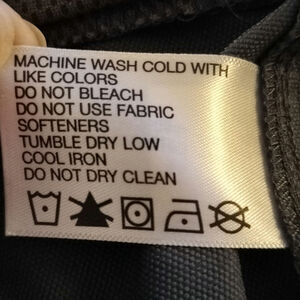 MACHINE WASH COLD WITH
LIKE COLORS
DO NOT BLEACH
DO NOT USE FABRIC
SOFTENERS
TUMBLE DRY LOW
COOL IRON
DO NOT DRY CLEAN